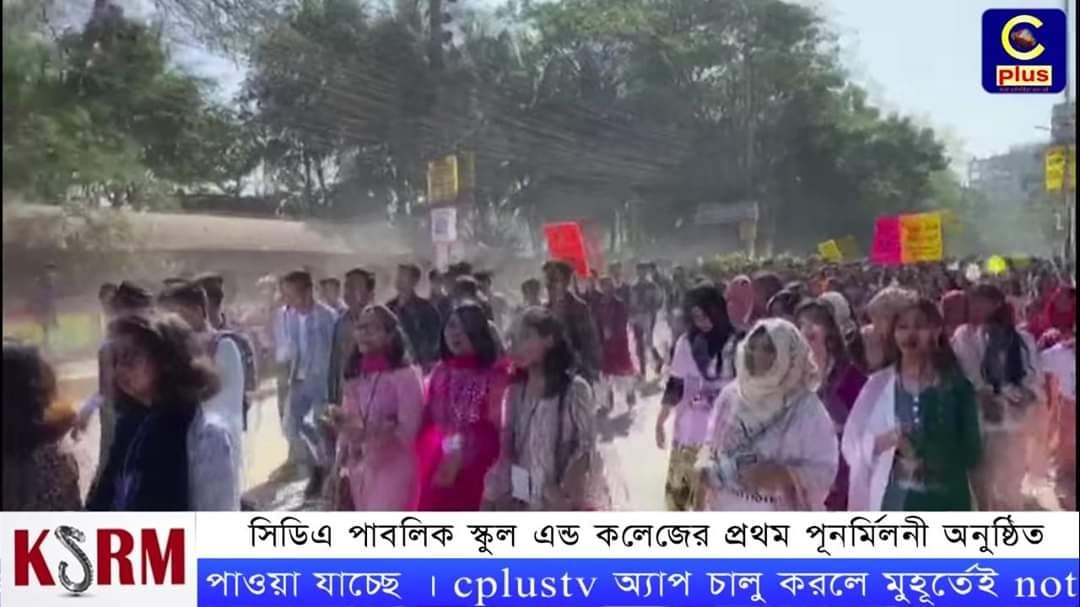 C
plus
KSRM
সিডিএ পাবলিক স্কুল এন্ড কলেজের প্রথম পূনর্মিলনী অনুষ্ঠিত
পাওয়া যাচ্ছে । cplustv অ্যাপ চালু করলে মুহূর্তেই not